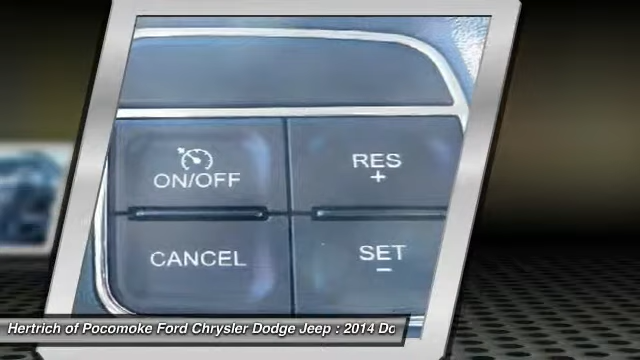 ON/OFF
RES
+
CANCEL
SET
−
Hertrich of Pocomoke Ford Chrysler Dodge Jeep : 2014 Do